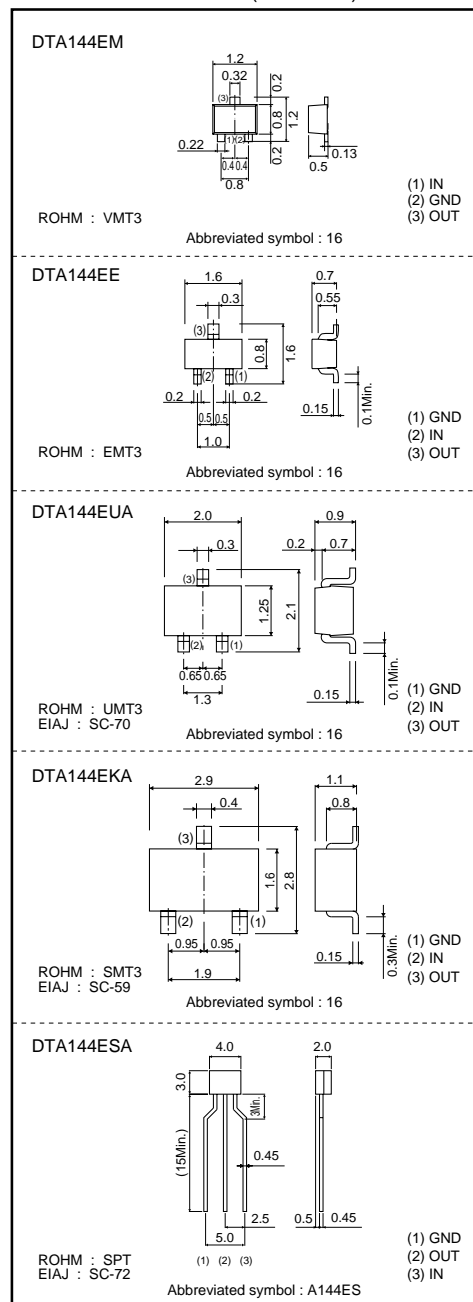 DTA144EM
1.2
0.32
0.2
(3)
0.8
1.2
0.22
(1)
(2)
0.2
0.4
0.4
0.8
0.5
0.13
(1) IN
(2) GND
(3) OUT
ROHM : VMT3
Abbreviated symbol : 16
DTA144EE
1.6
0.3
0.7
0.55
(3)
0.8
1.6
(2)
(1)
0.2
0.2
0.5
0.5
1.0
0.15
0.1Min.
(1) GND
(2) IN
(3) OUT
ROHM : EMT3
Abbreviated symbol : 16
DTA144EUA
2.0
0.3
0.9
0.2
0.7
(3)
1.25
2.1
(2)
(1)
0.65
0.65
1.3
0.15
0.1Min.
(1) GND
(2) IN
(3) OUT
ROHM : UMT3
EIAJ : SC-70
Abbreviated symbol : 16
DTA144EKA
2.9
0.4
1.1
0.8
(3)
1.6
2.8
(2)
(1)
0.95
0.95
1.9
0.15
0.3Min.
(1) GND
(2) IN
(3) OUT
ROHM : SMT3
EIAJ : SC-59
Abbreviated symbol : 16
DTA144ESA
4.0
2.0
3.0
3Min.
(15Min.)
0.45
2.5
5.0
0.5
0.45
(1) (2) (3)
(1) GND
(2) OUT
(3) IN
ROHM : SPT
EIAJ : SC-72
Abbreviated symbol : A144ES